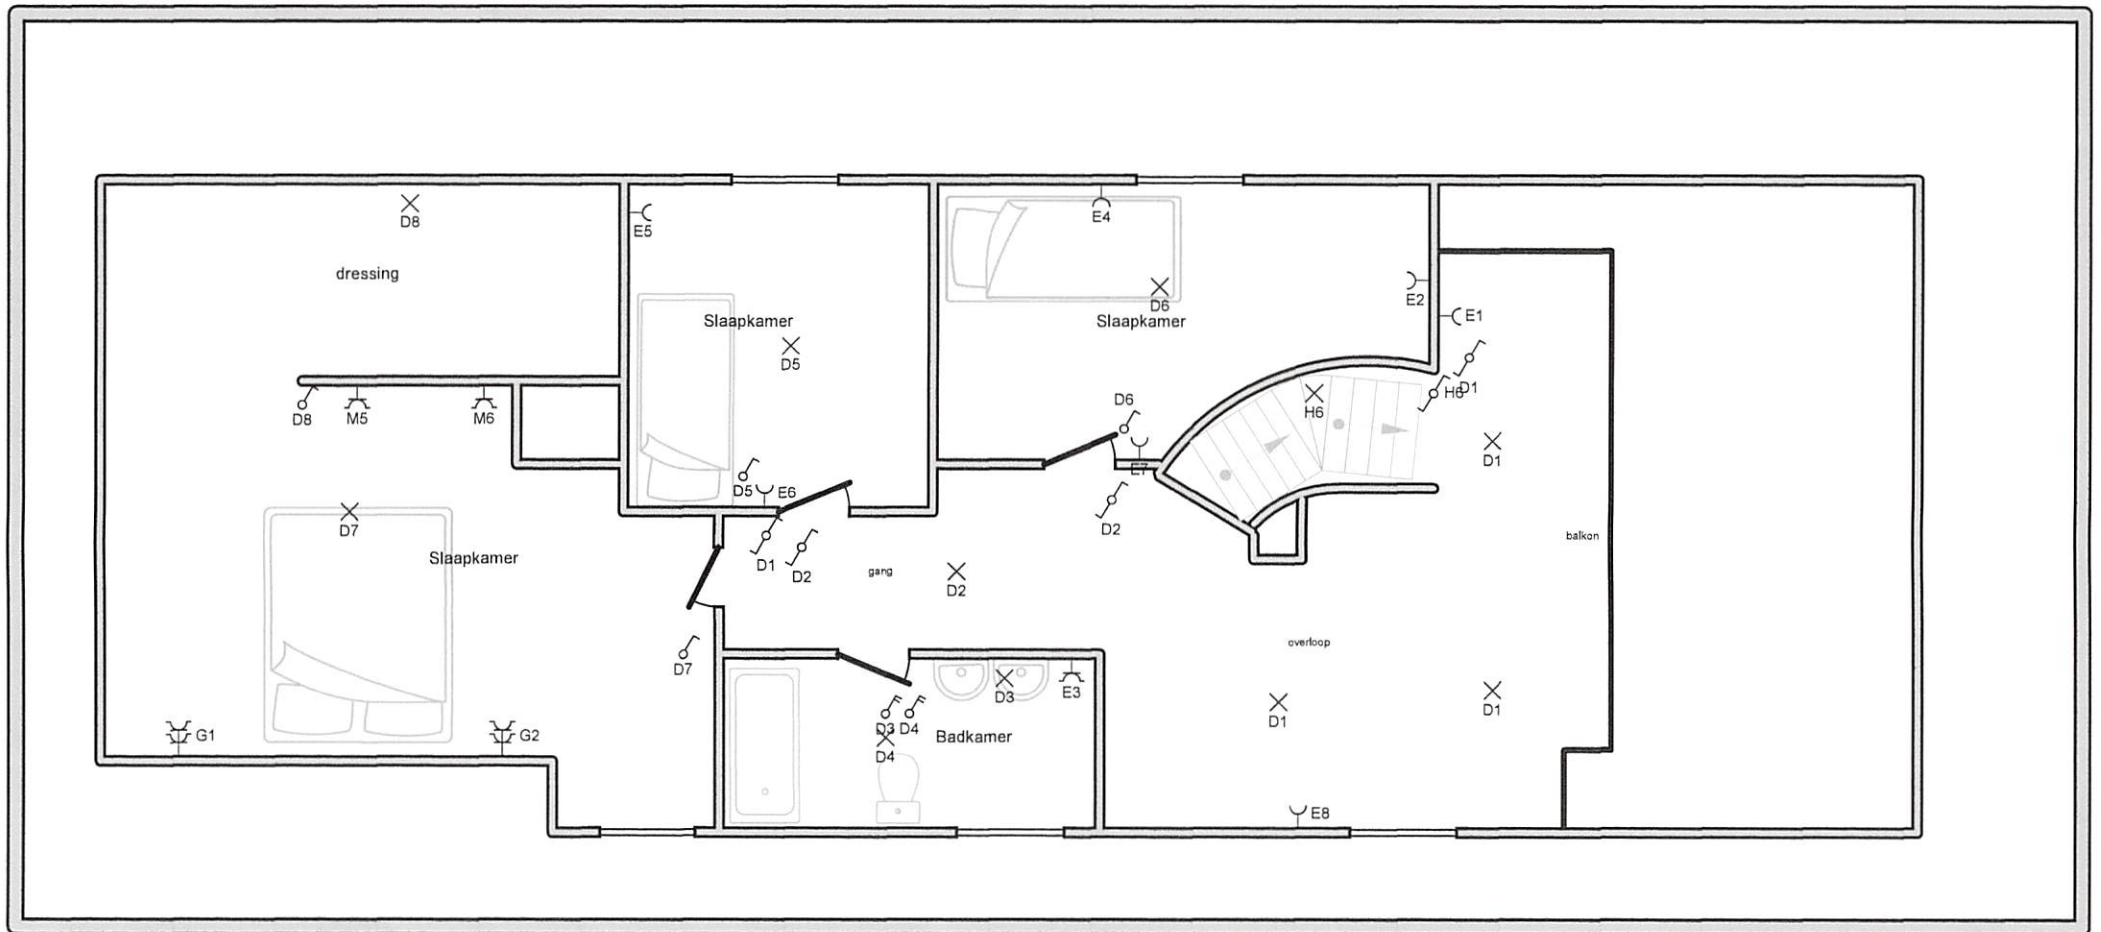 D8
E5
E4
dressing
E2
D6
E1
Slaapkamer
Slaapkamer
D5
H6
D1
H6
D8
M5
M6
D6
D1
E7
D5
E6
D7
D2
balkon
Slaapkamer
D1
D2
gang
D2
overloop
D7
D3
E3
D1
D1
D3
D4
G1
G2
Badkamer
D4
E8